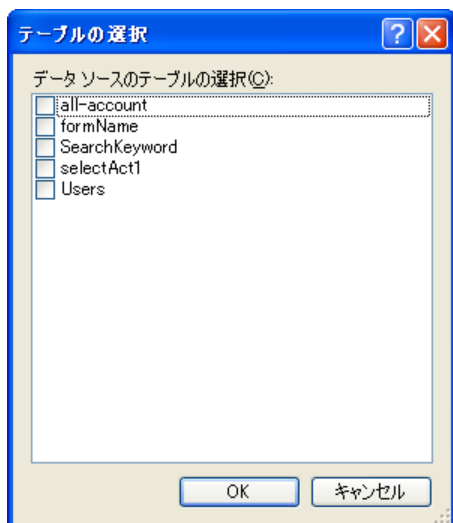 テーブルの選択
データ ソースのテーブルの選択(C):
all-account
formName
SearchKeyword
selectAct1
Users
OK キャンセル